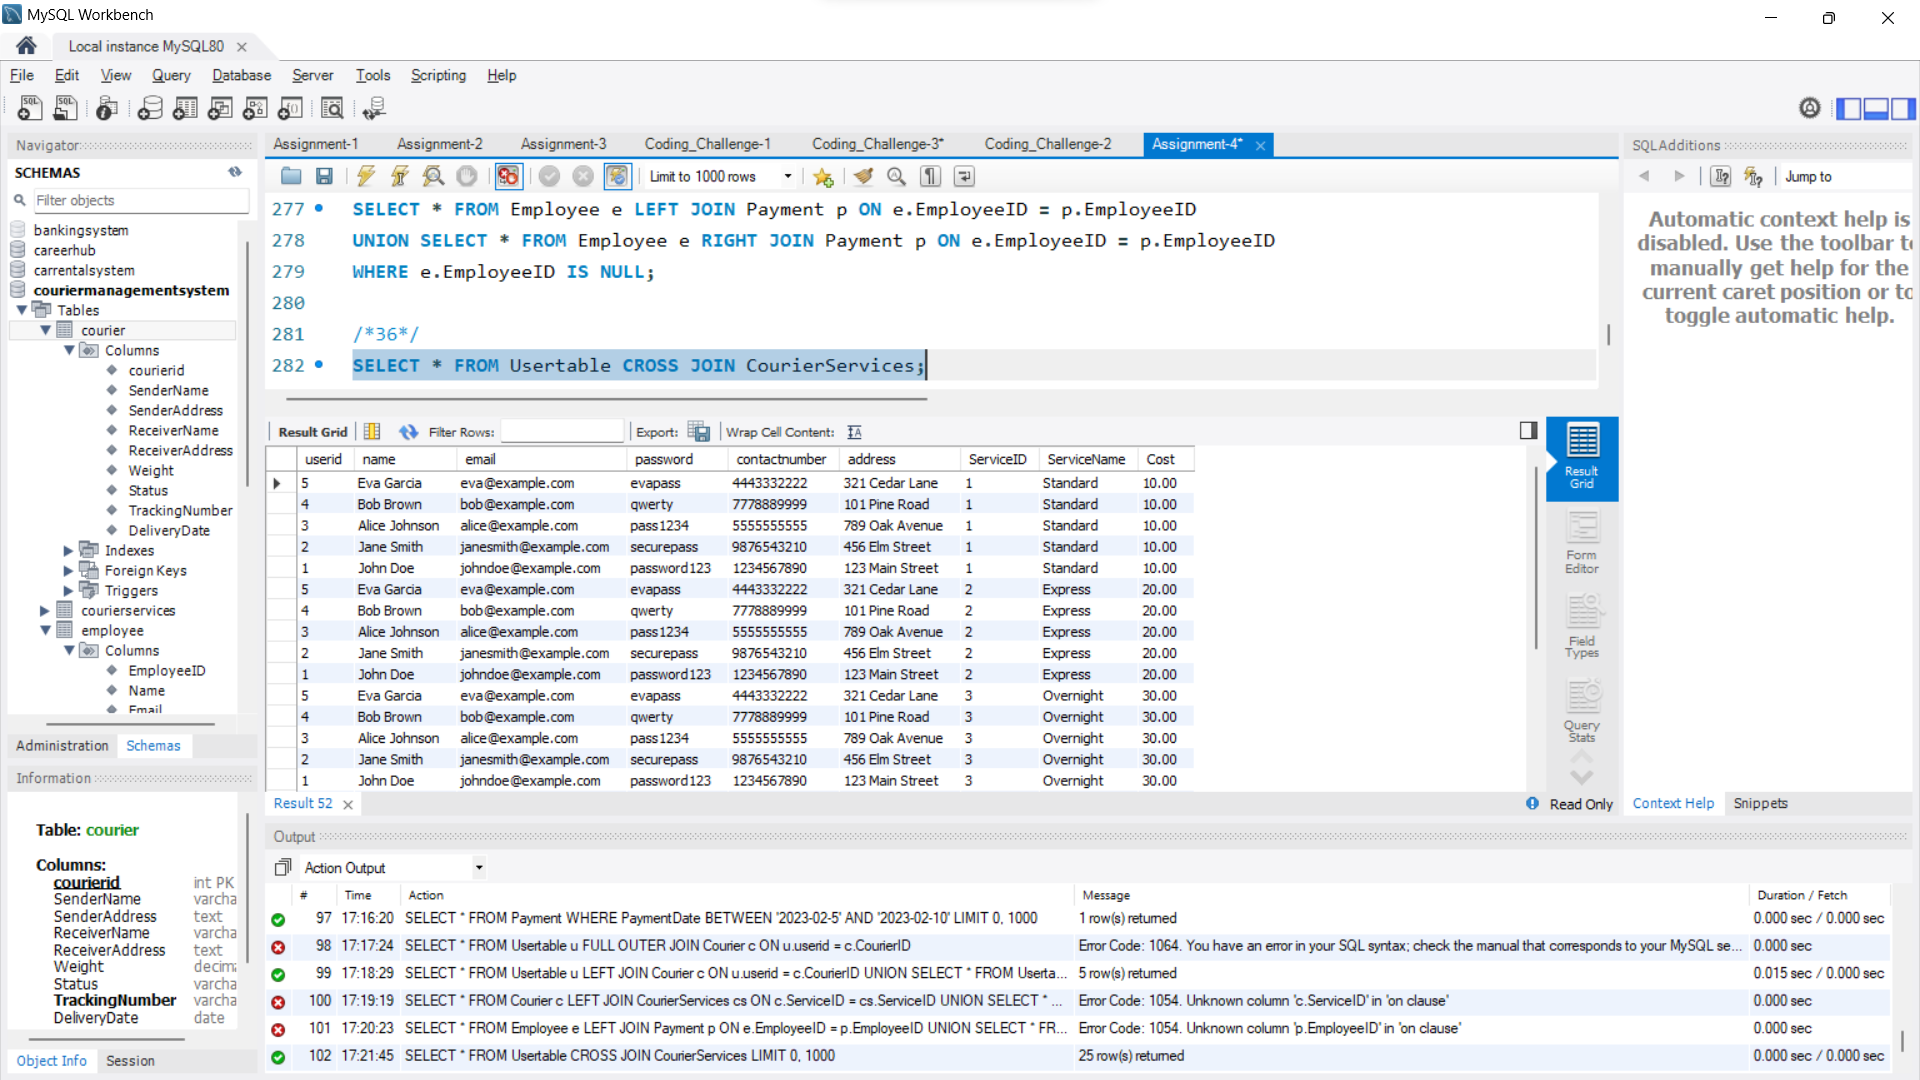 MySQL Workbench
Local instance MySQL80
File Edit View Query Database Server Tools Scripting Help
Navigator
SCHEMAS
Filter objects
bankingsystem
careerhub
carrentalsystem
couriermanagementsystem
Tables
courier
Columns
courierid
SenderName
SenderAddress
ReceiverName
ReceiverAddress
Weight
Status
TrackingNumber
DeliveryDate
Indexes
Foreign Keys
Triggers
courierservices
employee
Columns
EmployeeID
Name
Email
Administration Schemas
Information
Table: courier
Columns:
courierid int PK
SenderName varcha
SenderAddress text
ReceiverName varcha
ReceiverAddress text
Weight decim
Status varcha
TrackingNumber varcha
DeliveryDate date
Object Info Session
Assignment-1 Assignment-2 Assignment-3 Coding_Challenge-1 Coding_Challenge-3* Coding_Challenge-2 Assignment-4*
Limit to 1000 rows
277 SELECT * FROM Employee e LEFT JOIN Payment p ON e.EmployeeID = p.EmployeeID
278 UNION SELECT * FROM Employee e RIGHT JOIN Payment p ON e.EmployeeID = p.EmployeeID
279 WHERE e.EmployeeID IS NULL;
280
281 /*36*/
282 SELECT * FROM Usertable CROSS JOIN CourierServices;
Result Grid Filter Rows: Export: Wrap Cell Content:
userid name email password contactnumber address ServiceID ServiceName Cost
5 Eva Garcia eva@example.com evapass 4443332222 321 Cedar Lane 1 Standard 10.00
4 Bob Brown bob@example.com qwerty 7778889999 101 Pine Road 1 Standard 10.00
3 Alice Johnson alice@example.com pass1234 5555555555 789 Oak Avenue 1 Standard 10.00
2 Jane Smith janesmith@example.com securepass 9876543210 456 Elm Street 1 Standard 10.00
1 John Doe johndoe@example.com password123 1234567890 123 Main Street 1 Standard 10.00
5 Eva Garcia eva@example.com evapass 4443332222 321 Cedar Lane 2 Express 20.00
4 Bob Brown bob@example.com qwerty 7778889999 101 Pine Road 2 Express 20.00
3 Alice Johnson alice@example.com pass1234 5555555555 789 Oak Avenue 2 Express 20.00
2 Jane Smith janesmith@example.com securepass 9876543210 456 Elm Street 2 Express 20.00
1 John Doe johndoe@example.com password123 1234567890 123 Main Street 2 Express 20.00
5 Eva Garcia eva@example.com evapass 4443332222 321 Cedar Lane 3 Overnight 30.00
4 Bob Brown bob@example.com qwerty 7778889999 101 Pine Road 3 Overnight 30.00
3 Alice Johnson alice@example.com pass1234 5555555555 789 Oak Avenue 3 Overnight 30.00
2 Jane Smith janesmith@example.com securepass 9876543210 456 Elm Street 3 Overnight 30.00
1 John Doe johndoe@example.com password123 1234567890 123 Main Street 3 Overnight 30.00
Result 52
Read Only
Result
Grid
Form
Editor
Field
Types
Query
Stats
SQLAdditions
Jump to
Automatic context help is
disabled. Use the toolbar to
manually get help for the
current caret position or to
toggle automatic help.
Context Help Snippets
Output
Action Output
# Time Action Message Duration / Fetch
97 17:16:20 SELECT * FROM Payment WHERE PaymentDate BETWEEN '2023-02-5' AND '2023-02-10' LIMIT 0, 1000 1 row(s) returned 0.000 sec / 0.000 sec
98 17:17:24 SELECT * FROM Usertable u FULL OUTER JOIN Courier c ON u.userid = c.CourierID Error Code: 1064. You have an error in your SQL syntax; check the manual that corresponds to your MySQL se... 0.000 sec
99 17:18:29 SELECT * FROM Usertable u LEFT JOIN Courier c ON u.userid = c.CourierID UNION SELECT * FROM Userta... 5 row(s) returned 0.015 sec / 0.000 sec
100 17:19:19 SELECT * FROM Courier c LEFT JOIN CourierServices cs ON c.ServiceID = cs.ServiceID UNION SELECT * ... Error Code: 1054. Unknown column 'c.ServiceID' in 'on clause' 0.000 sec
101 17:20:23 SELECT * FROM Employee e LEFT JOIN Payment p ON e.EmployeeID = p.EmployeeID UNION SELECT * FR... Error Code: 1054. Unknown column 'p.EmployeeID' in 'on clause' 0.000 sec
102 17:21:45 SELECT * FROM Usertable CROSS JOIN CourierServices LIMIT 0, 1000 25 row(s) returned 0.000 sec / 0.000 sec